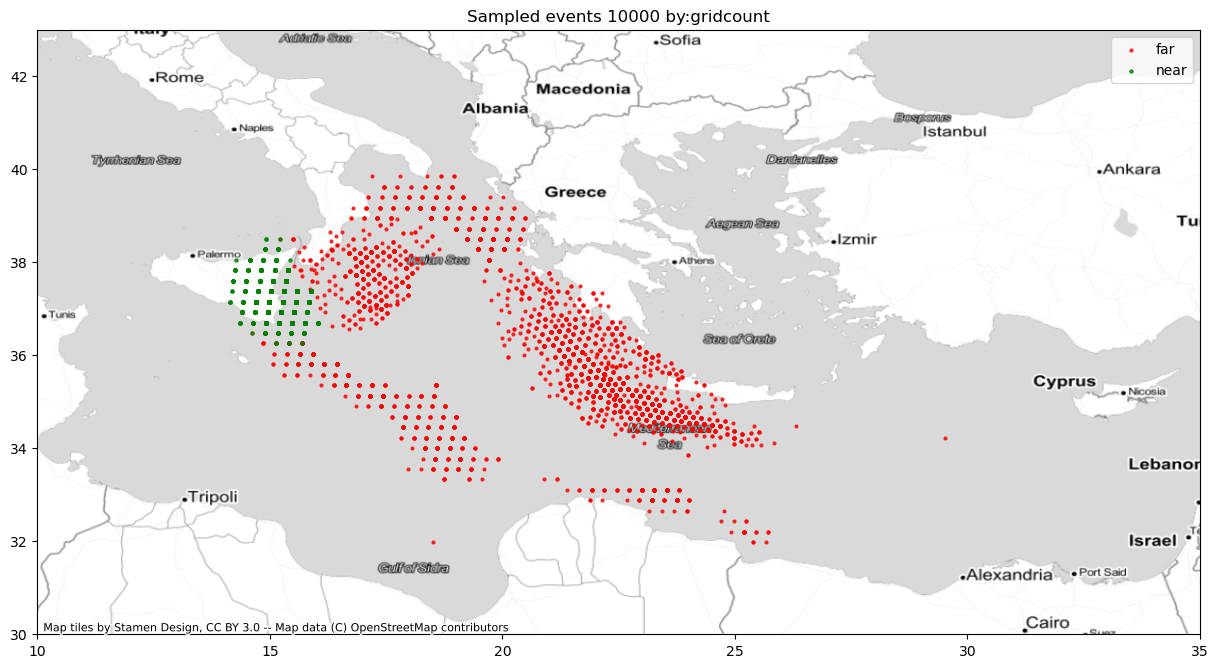 Sampled events 10000 by:gridcount
far
near
Adriatic Sea
Sofia
Rome
Macedonia
Albania
Naples
Bosporus
Istanbul
Tyrrhenian Sea
Dardanelles
Ankara
Greece
Aegean Sea
Izmir
Palermo
Ionian Sea
Athens
Tunis
Sea of Crete
Cyprus
Nicosia
Mediterranean
Sea
Lebanon
Tripoli
Israel
Gulf of Sidra
Alexandria
Port Said
Cairo
Suez
Map tiles by Stamen Design, CC BY 3.0 -- Map data (C) OpenStreetMap contributors
42
40
38
36
34
32
30
10
15
20
25
30
35